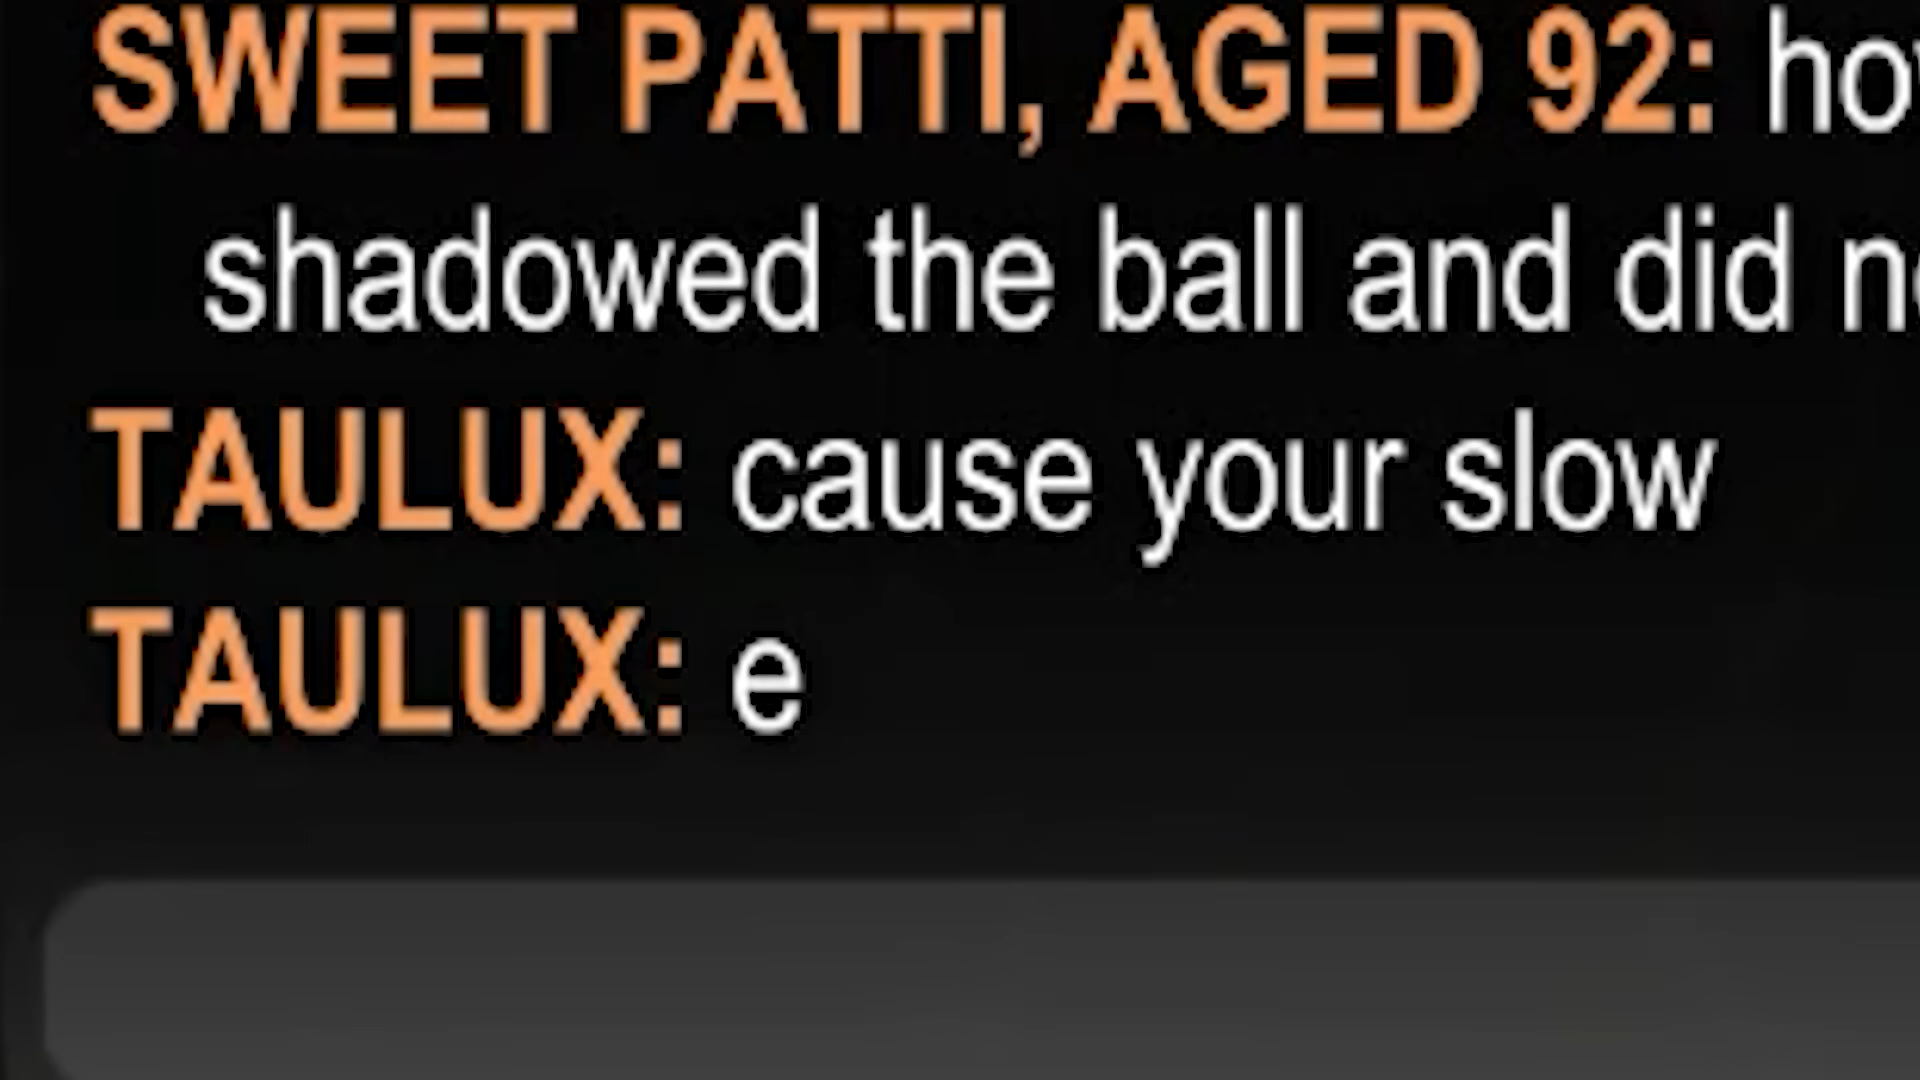 SWEET PATTI, AGED 92:
shadowed the ball and did
TAULUX: cause your slow
TAULUX: e